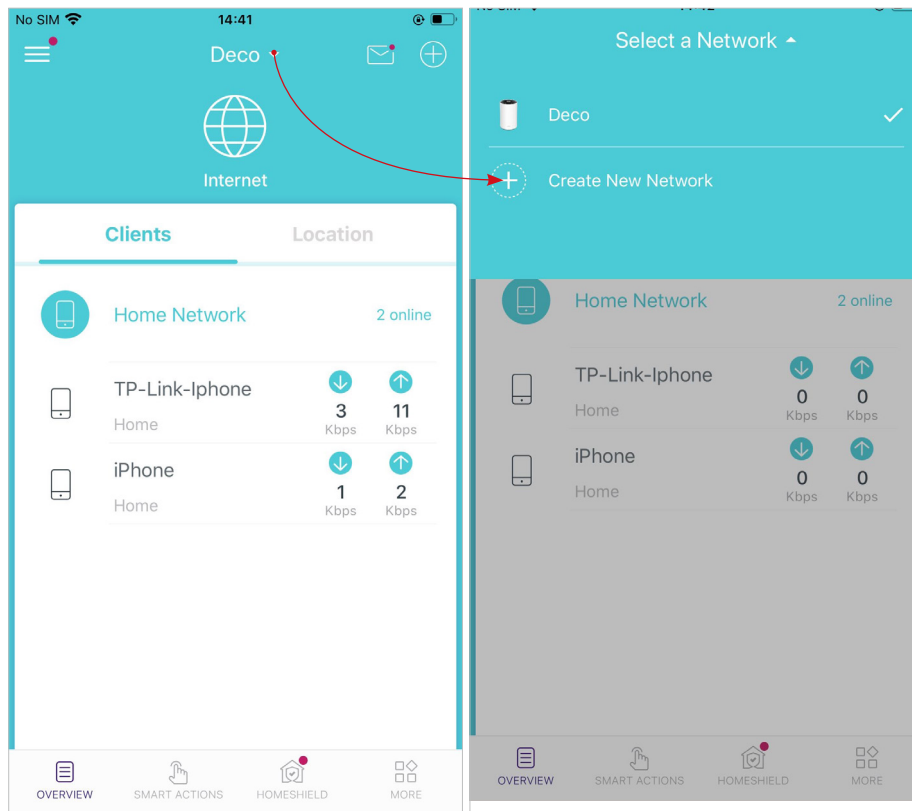 No SIM 14:41
Deco
Internet
Clients Location
Home Network 2 online
TP-Link-Iphone
Home
3 11
Kbps Kbps
iPhone
Home
1 2
Kbps Kbps
OVERVIEW SMART ACTIONS HOMESHIELD MORE
Select a Network
Deco
Create New Network
Home Network 2 online
TP-Link-Iphone
Home
0 0
Kbps Kbps
iPhone
Home
0 0
Kbps Kbps
OVERVIEW SMART ACTIONS HOMESHIELD MORE